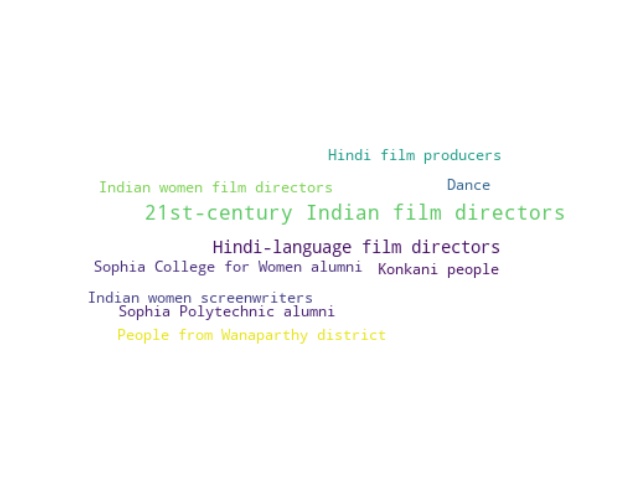 Hindi film producers
Dance
Indian women film directors
21st-century Indian film directors
Hindi-language film directors
Sophia College for Women alumni
Konkani people
Indian women screenwriters
Sophia Polytechnic alumni
People from Wanaparthy district